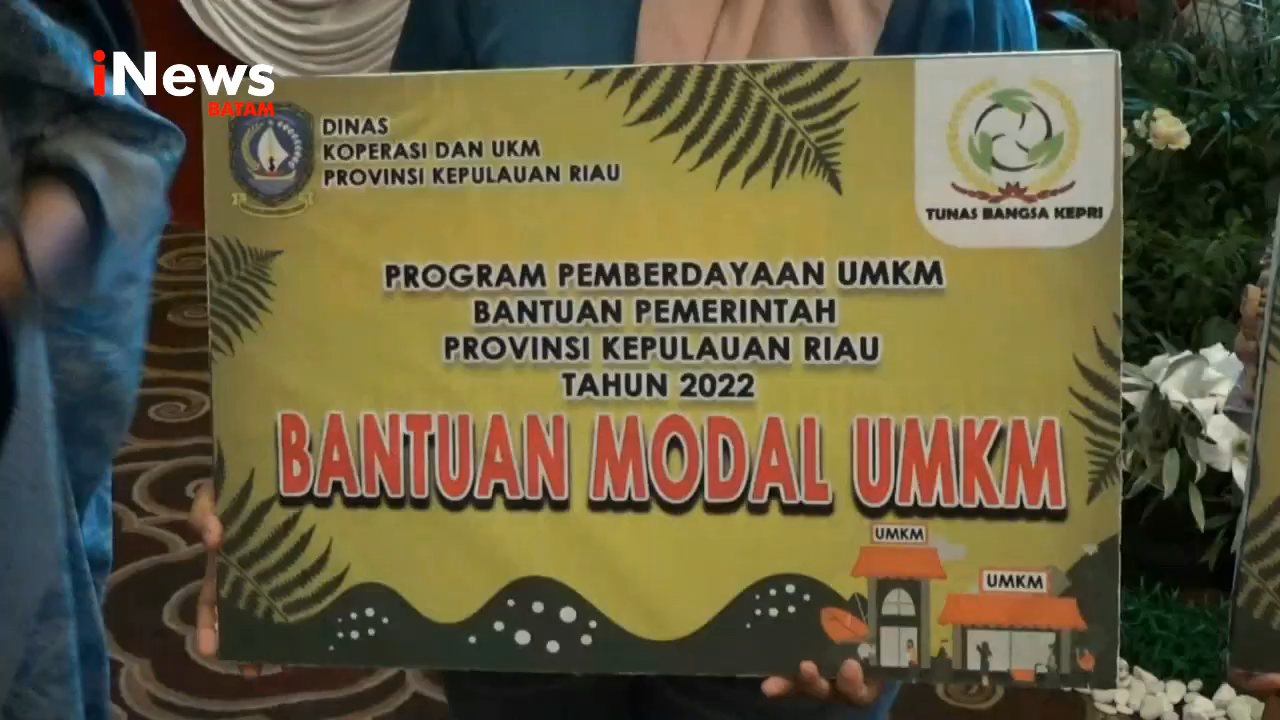 iNews
BATAM
DINAS
KOPERASI DAN UKM
PROVINSI KEPULAUAN RIAU
TUNAS BANGSA KEPRI
PROGRAM PEMBERDAYAAN UMKM
BANTUAN PEMERINTAH
PROVINSI KEPULAUAN RIAU
TAHUN 2022
BANTUAN MODAL UMKM
UMKM
UMKM